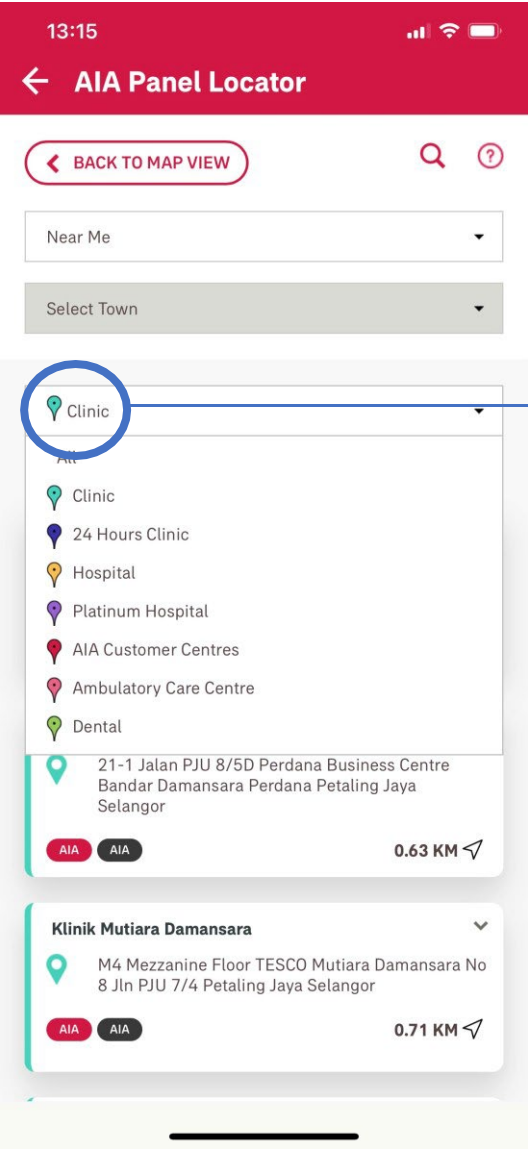 13:15
AIA Panel Locator
BACK TO MAP VIEW
?
Near Me
Select Town
Clinic
All
Clinic
24 Hours Clinic
Hospital
Platinum Hospital
AIA Customer Centres
Ambulatory Care Centre
Dental
21-1 Jalan PJU 8/5D Perdana Business Centre
Bandar Damansara Perdana Petaling Jaya
Selangor
AIA AIA 0.63 KM
Klinik Mutiara Damansara
M4 Mezzanine Floor TESCO Mutiara Damansara No
8 Jln PJU 7/4 Petaling Jaya Selangor
AIA AIA 0.71 KM